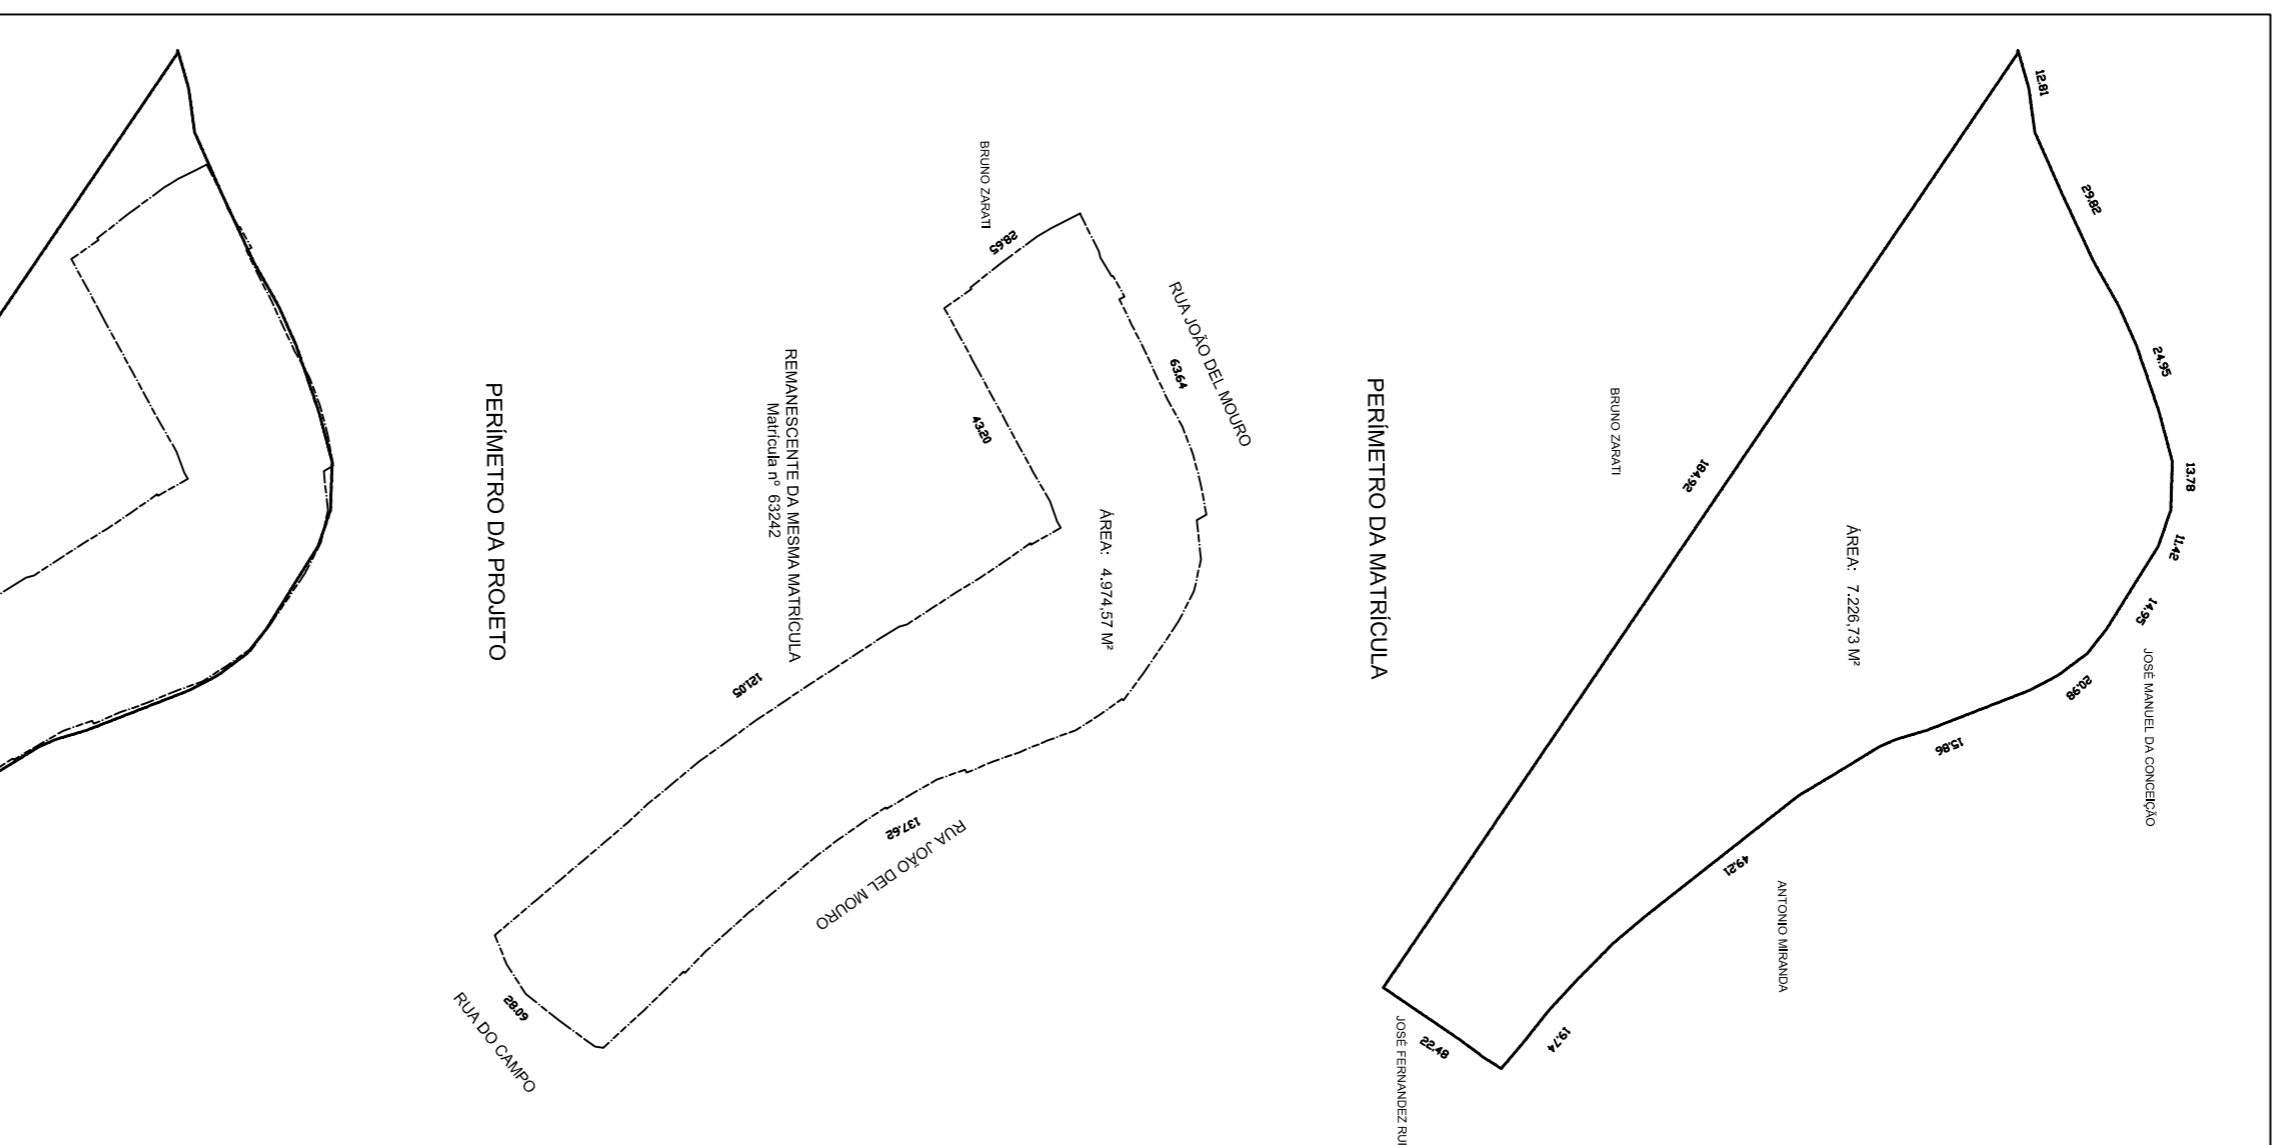 12.81
29.82
24.95
13.78
11.42
14.95
JOSÉ MANUEL DA CONCEIÇÃO
20.98
15.86
ÁREA: 7.226,73 M²
49.21
ANTONIO MIRANDA
19.74
22.48
JOSÉ FERNANDEZ
184.92
BRUNO ZARATI
PERÍMETRO DA MATRÍCULA
RUA JOÃO DEL MOURO
63.64
ÁREA: 4.974,57 M²
BRUNO ZARATI
28.65
43.20
137.62
RUA JOÃO DEL MOURO
121.05
REMANESCENTE DA MESMA MATRÍCULA
Matrícula nº 63242
28.09
RUA DO CAMPO
PERÍMETRO DA PROJETO